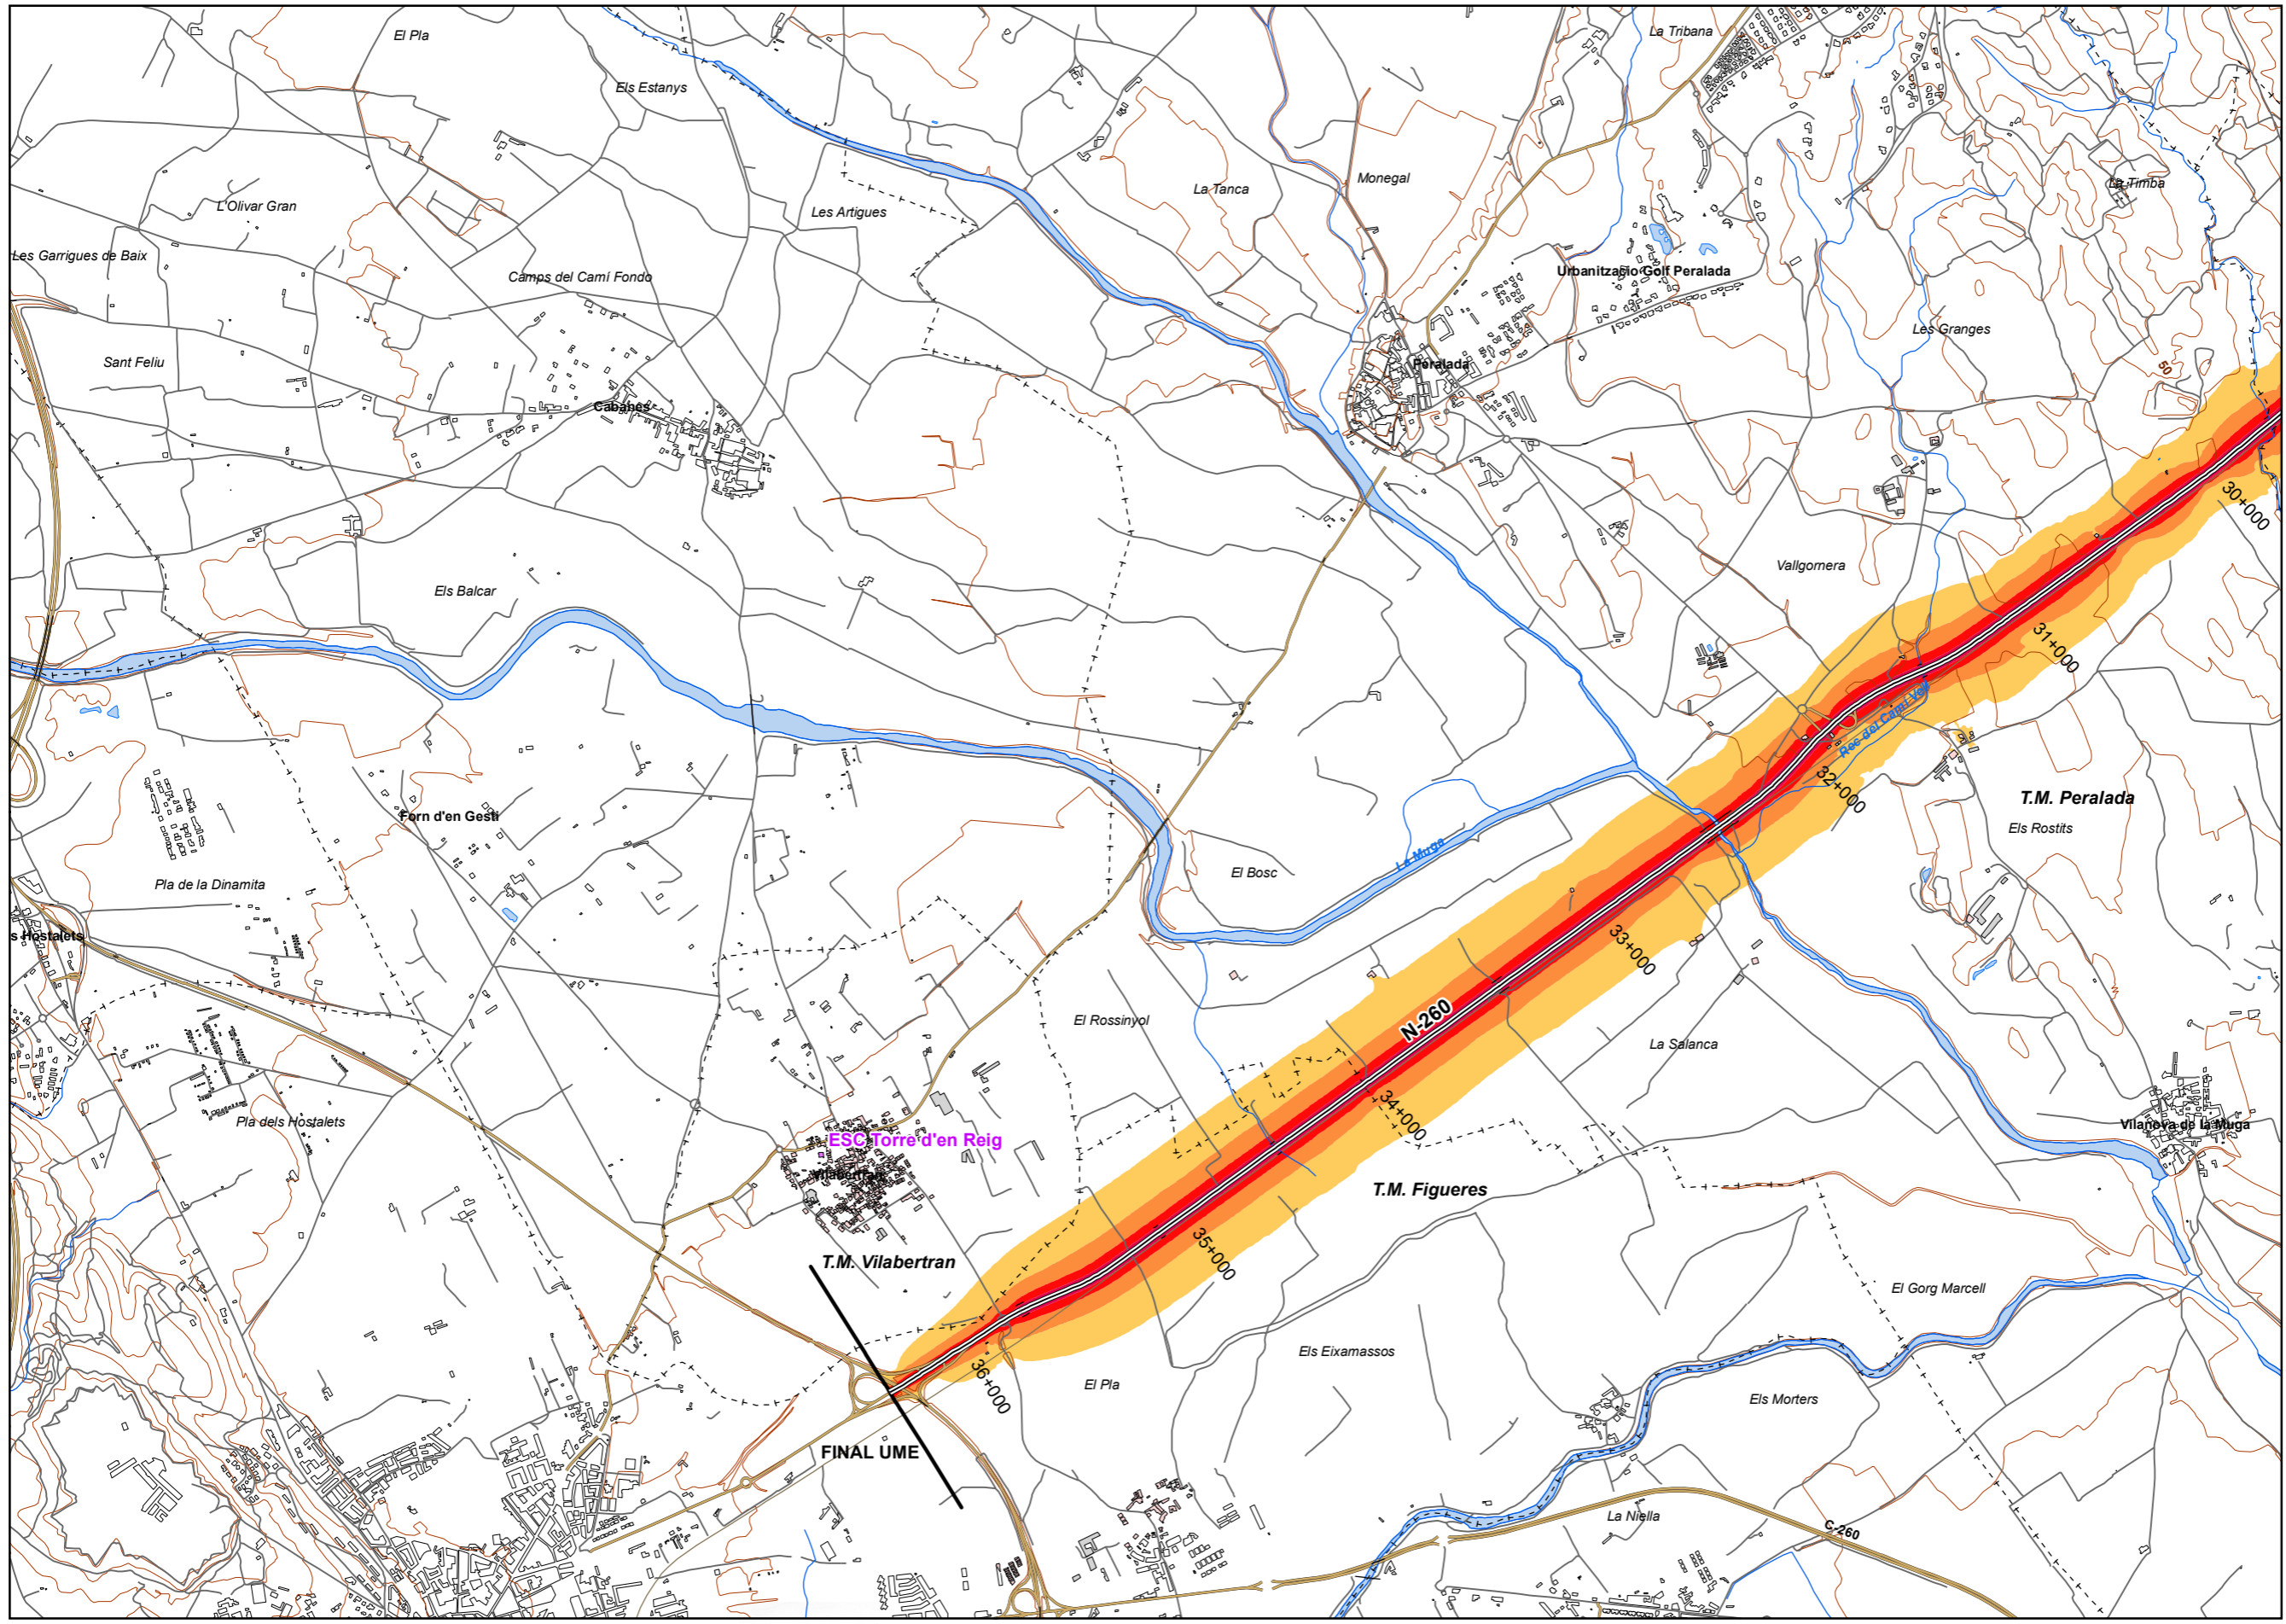 El Pla
La Tribana
Els Estanys
Monegal
La Timba
La Tanca
L'Olivar Gran
Les Artigues
Les Garrigues de Baix
Urbanització Golf Peralada
Camps del Camí Fondo
Les Granges
Sant Feliu
Peralada
50
Cabanes
30+000
Vallgornera
Els Balcar
31+000
Rec del Camí Vell
32+000
T.M. Peralada
Forn d'en Gesti
Els Rostits
La Muga
El Bosc
Pla de la Dinamita
s Hostalets
33+000
N-260
El Rossinyol
La Salanca
34+000
Pla dels Hostalets
Vilanova de la Muga
ESC Torre d'en Reig
Vilabertran
T.M. Figueres
35+000
T.M. Vilabertran
El Gorg Marcell
Els Eixamassos
36+000
El Pla
Els Morters
FINAL UME
La Niella
C-260